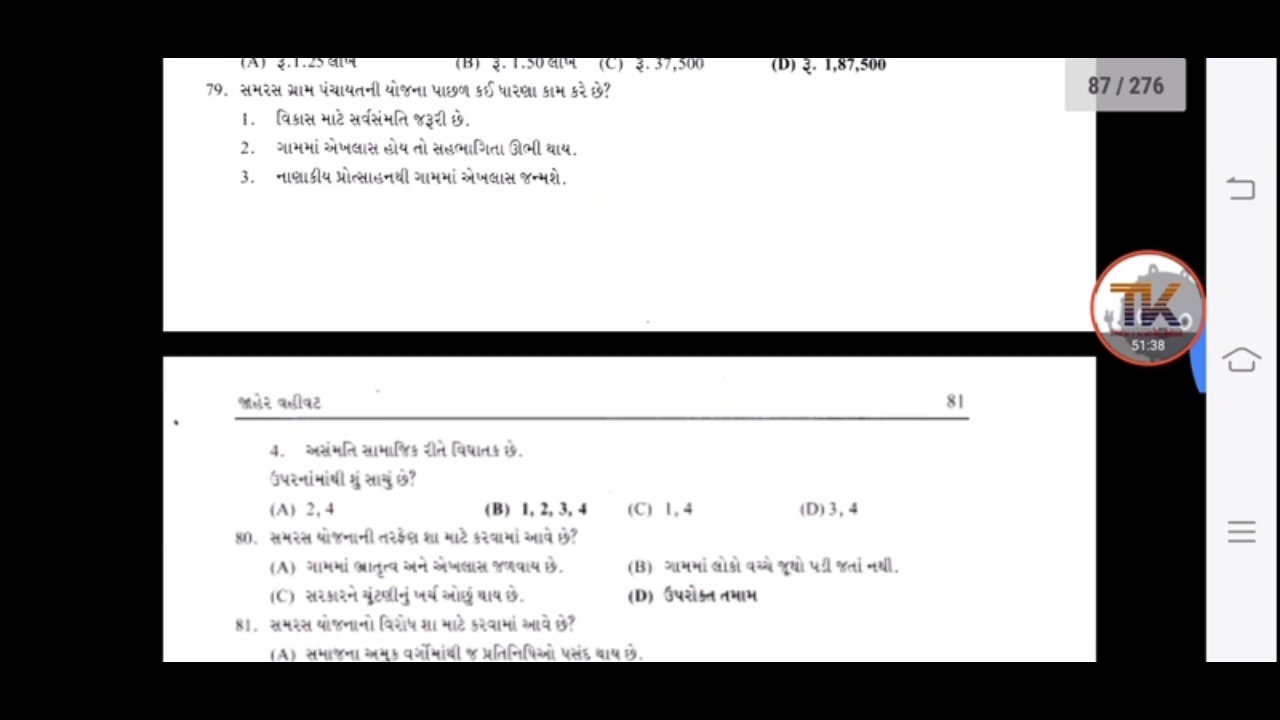 (A) રૂ.1.25 લાખ (B) રૂ. 1.50 લાખ (C) રૂ. 37,500 (D) રૂ. 1,87,500
87 / 276
79. સમરસ ગ્રામ પંચાયતની યોજના પાછળ કઈ ધારણા કામ કરે છે?
1. વિકાસ માટે સર્વસંમતિ જરૂરી છે.
2. ગામમાં એખલાસ હોય તો સહભાગિતા ઊભી થાય.
3. નાણાકીય પ્રોત્સાહનથી ગામમાં એખલાસ જન્મશે.
TK
51:38
જાહેર વહીવટ 81
4. અસંમતિ સામાજિક રીતે વિઘાતક છે.
ઉપરનાંમાંથી શું સાચું છે?
(A) 2, 4 (B) 1, 2, 3, 4 (C) 1, 4 (D) 3, 4
80. સમરસ યોજનાની તરફેણ શા માટે કરવામાં આવે છે?
(A) ગામમાં ભ્રાતૃત્વ અને એખલાસ જળવાય છે. (B) ગામમાં લોકો વચ્ચે જૂથો પડી જતાં નથી.
(C) સરકારને ચૂંટણીનું ખર્ચ ઓછું થાય છે. (D) ઉપરોક્ત તમામ
81. સમરસ યોજનાનો વિરોધ શા માટે કરવામાં આવે છે?
(A) સમાજના અમુક વર્ગોમાંથી જ પ્રતિનિધિઓ પસંદ થાય છે.